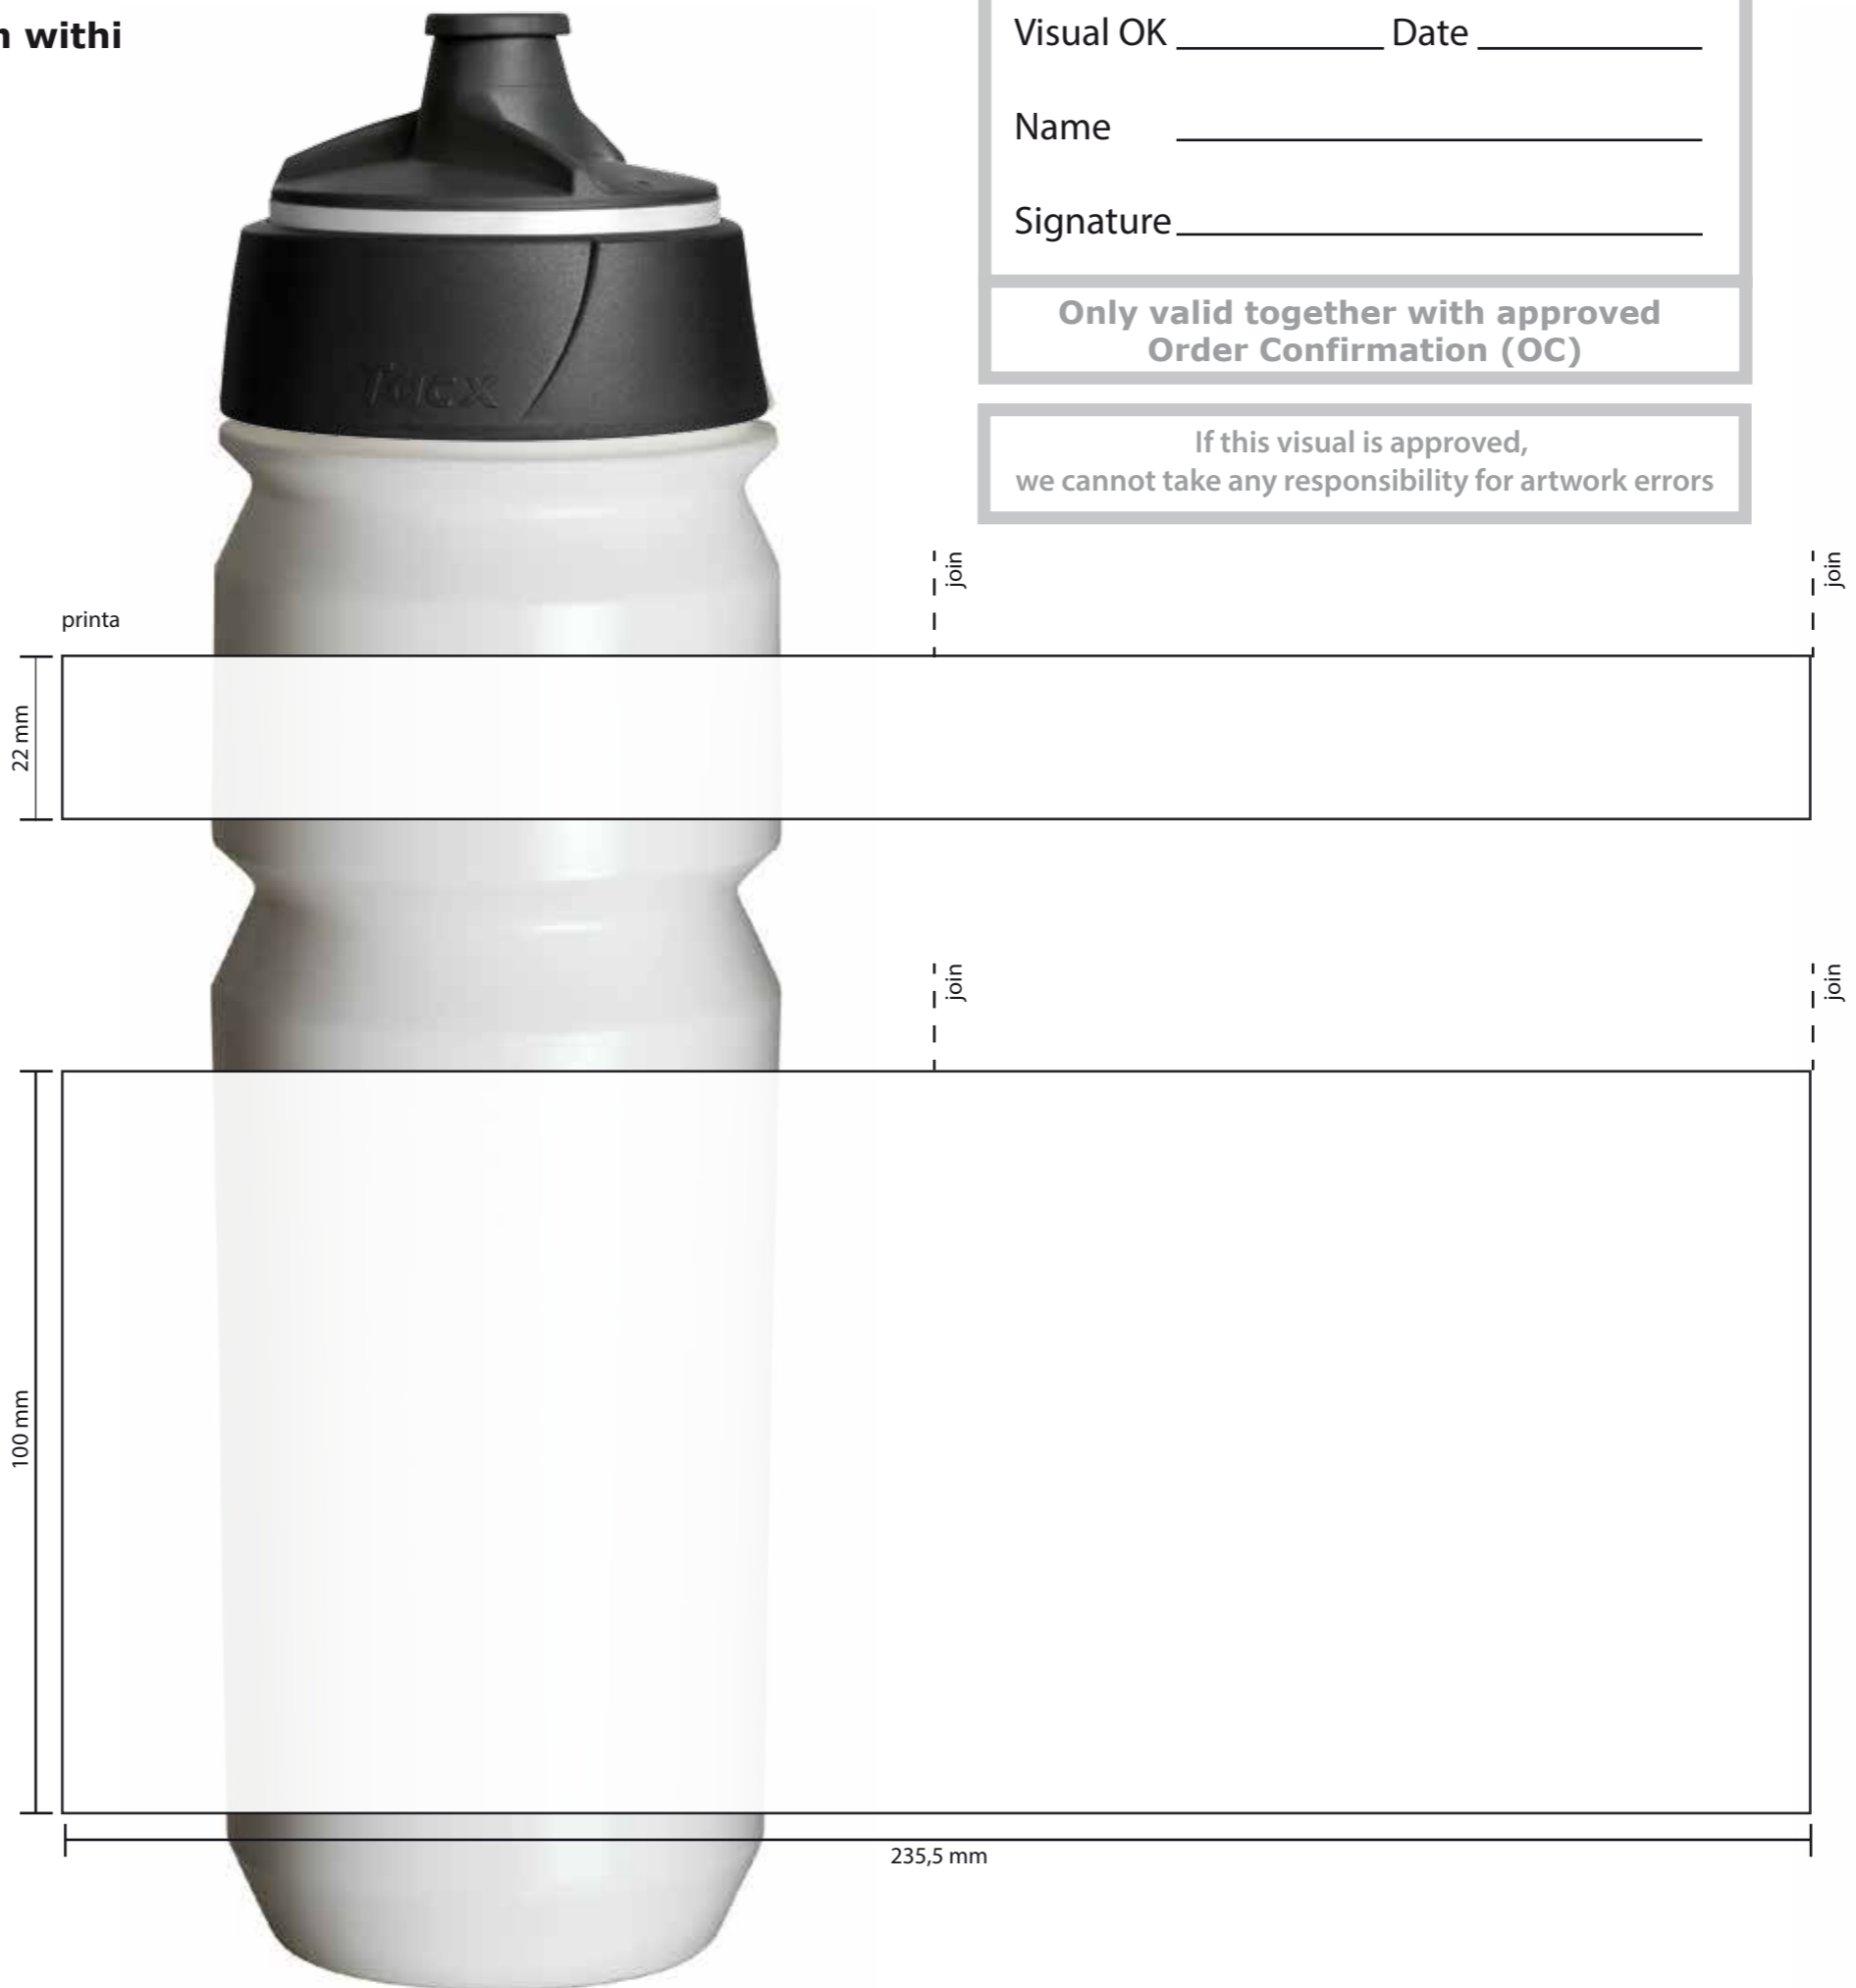 withi
Visual OK Date
Name
Signature
Only valid together with approved
Order Confirmation (OC)
If this visual is approved,
we cannot take any responsibility for artwork errors
Tacx
join
join
printa
22 mm
join
join
100 mm
235,5 mm